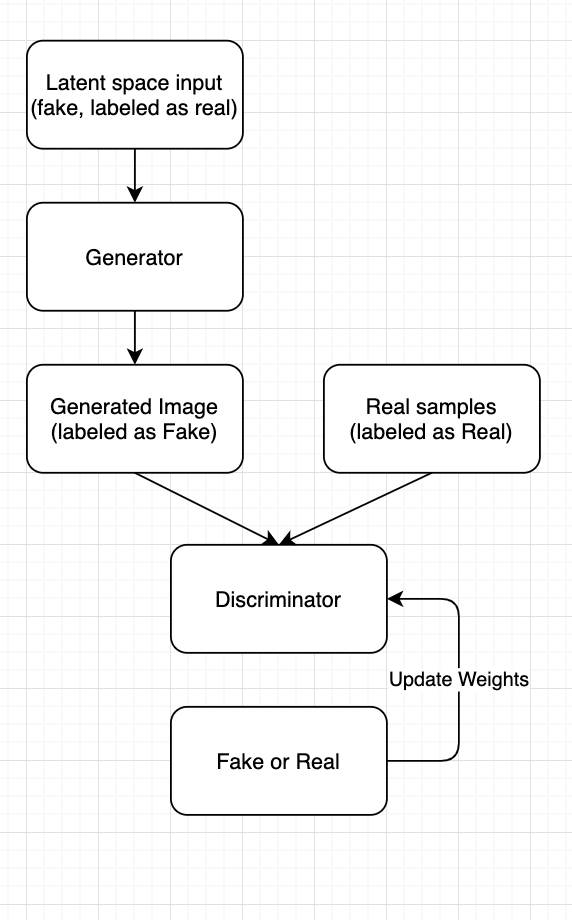 Latent space input
(fake, labeled as real)
Generator
Generated Image
(labeled as Fake)
Real samples
(labeled as Real)
Discriminator
Update Weights
Fake or Real